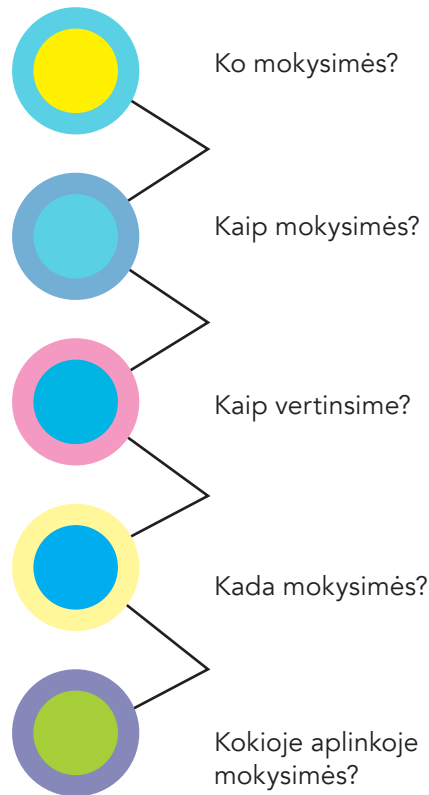 Ko mokysimės?
Kaip mokysimės?
Kaip vertinsime?
Kada mokysimės?
Kokioje aplinkoje
mokysimės?